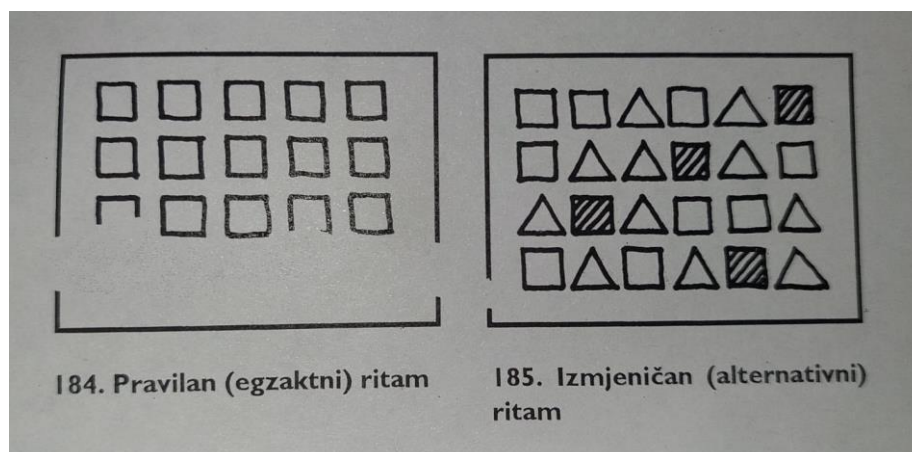 184. Pravilan (egzaktni) ritam
185. Izmjeničan (alternativni)
ritam